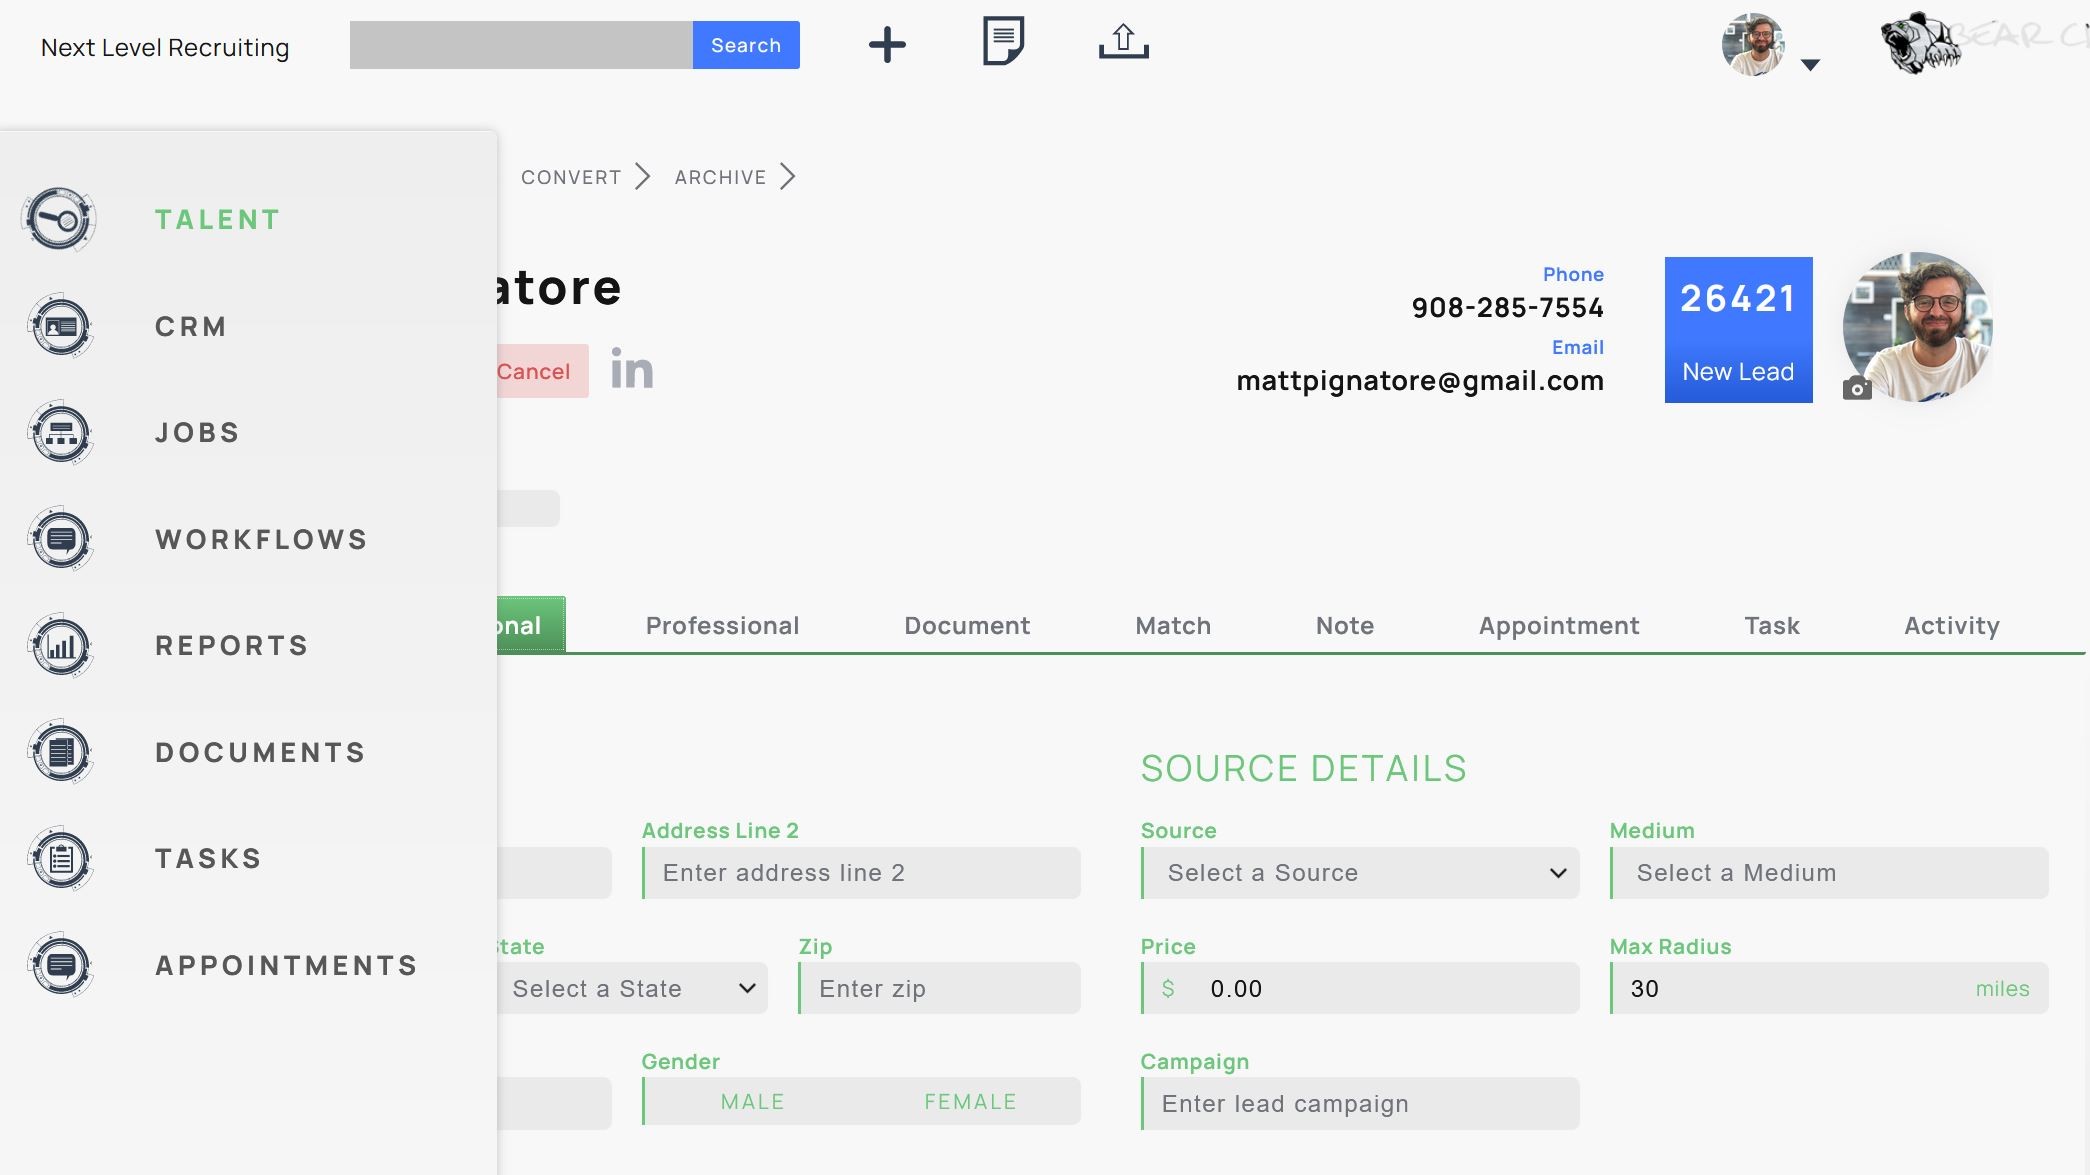 Next Level Recruiting
Search
BEAR C
TALENT
CRM
JOBS
WORKFLOWS
REPORTS
DOCUMENTS
TASKS
APPOINTMENTS
CONVERT
ARCHIVE
atore
Cancel
in
Phone
908-285-7554
Email
mattpignatore@gmail.com
26421
New Lead
onal
Professional
Document
Match
Note
Appointment
Task
Activity
Address Line 2
Enter address line 2
State
Select a State
Zip
Enter zip
Gender
MALE
FEMALE
SOURCE DETAILS
Source
Select a Source
Medium
Select a Medium
Price
$ 0.00
Max Radius
30 miles
Campaign
Enter lead campaign